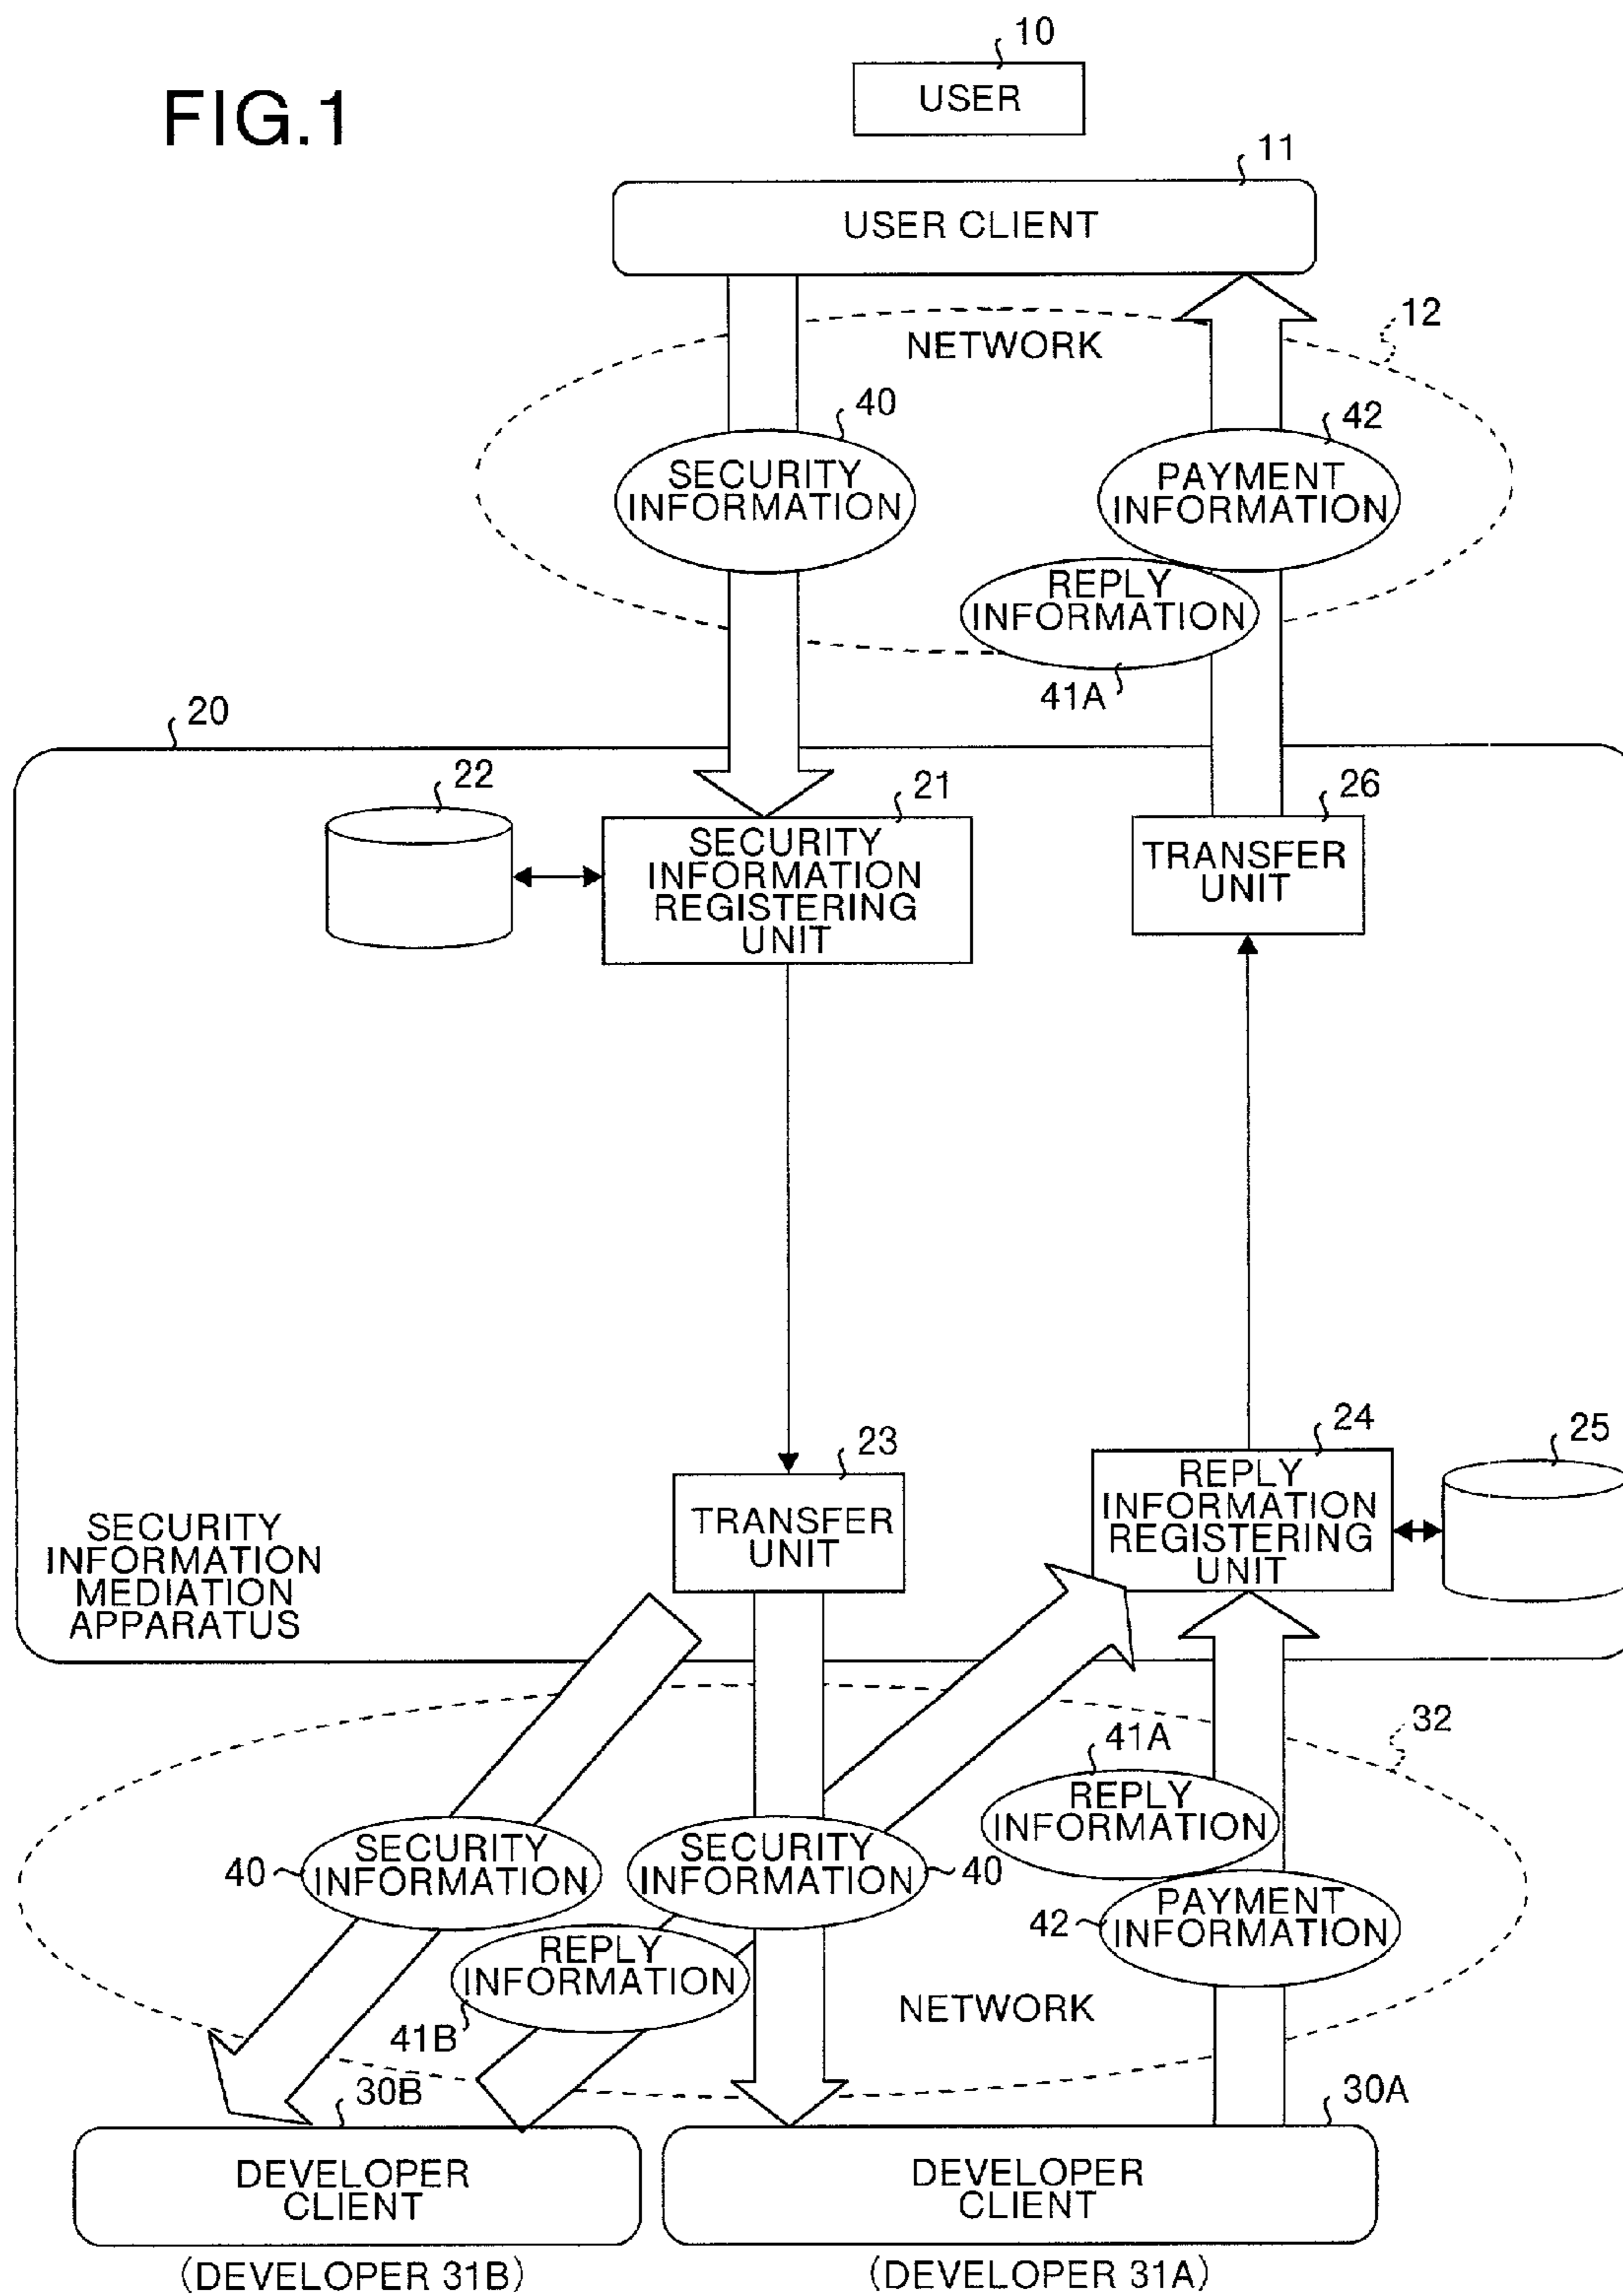 FIG.1
10
USER
11
USER CLIENT
12
NETWORK
40
SECURITY
INFORMATION
42
PAYMENT
INFORMATION
REPLY
INFORMATION
41A
20
22
21
SECURITY
INFORMATION
REGISTERING
UNIT
26
TRANSFER
UNIT
23
TRANSFER
UNIT
24
REPLY
INFORMATION
REGISTERING
UNIT
25
SECURITY
INFORMATION
MEDIATION
APPARATUS
32
41A
REPLY
INFORMATION
40
SECURITY
INFORMATION
SECURITY
INFORMATION
40
42
PAYMENT
INFORMATION
REPLY
INFORMATION
41B
NETWORK
30B
DEVELOPER
CLIENT
(DEVELOPER 31B)
30A
DEVELOPER
CLIENT
(DEVELOPER 31A)